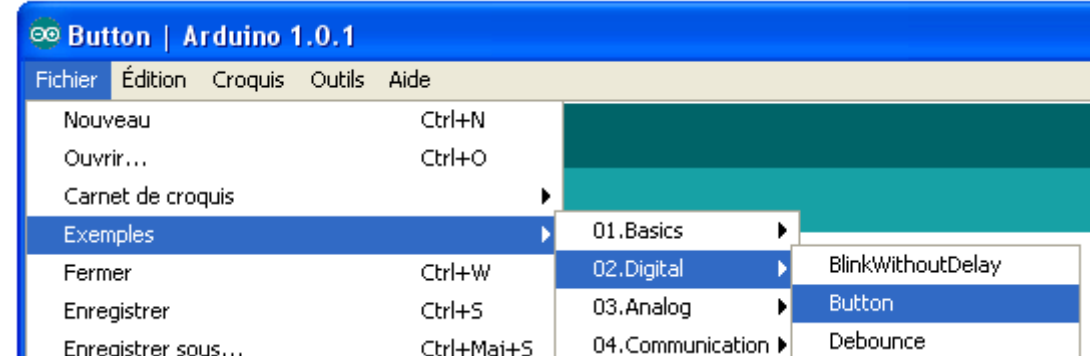 Button | Arduino 1.0.1
Fichier Édition Croquis Outils Aide
Nouveau Ctrl+N
Ouvrir... Ctrl+O
Carnet de croquis
Exemples
Fermer Ctrl+W
Enregistrer Ctrl+S
Enregistrer sous... Ctrl+Maj+S
01.Basics
02.Digital
03.Analog
04.Communication
BlinkWithoutDelay
Button
Debounce